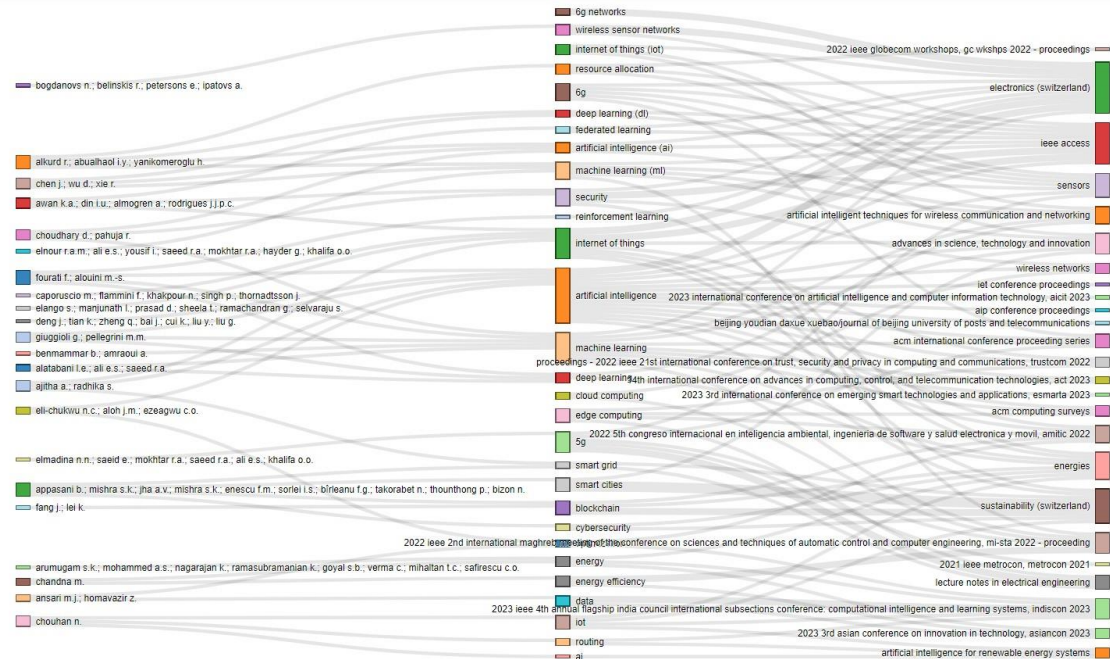 bogdanovs n.; belinskis r.; petersons e.; ipatovs a.
alkurd r.; abualhaol i.y.; yanikomeroglu h.
chen j.; wu d.; xie r.
awan k.a.; din i.u.; almogren a.; rodrigues j.j.p.c.
choudhary d.; pahuja r.
elnour r.a.m.; ali e.s.; yousif i.; saeed r.a.; mokhtar r.a.; hayder g.; khalifa o.o.
fourati f.; alouini m.-s.
caporuscio m.; flammini f.; khakpour n.; singh p.; thornadtsson j.
elango s.; manjunath l.; prasad d.; sheela t.; ramachandran g.; selvaraju s.
deng j.; tian k.; zheng q.; bai j.; cui k.; liu y.; liu g.
giuggioli g.; pellegrini m.m.
benmammar b.; amraoui a.
alatabani l.e.; ali e.s.; saeed r.a.
ajitha a.; radhika s.
eli-chukwu n.c.; aloh j.m.; ezeagwu c.o.
elmadina n.n.; saeid e.; mokhtar r.a.; saeed r.a.; ali e.s.; khalifa o.o.
appasani b.; mishra s.k.; jha a.v.; mishra s.k.; enescu f.m.; sorlei i.s.; bîrleanu f.g.; takorabet n.; thounthong p.; bizon n.
fang j.; lei k.
arumugam s.k.; mohammed a.s.; nagarajan k.; ramasubramanian k.; goyal s.b.; verma c.; mihaltan t.c.; safirescu c.o.
chandna m.
ansari m.j.; homavazir z.
chouhan n.
6g networks
wireless sensor networks
internet of things (iot)
resource allocation
6g
deep learning (dl)
federated learning
artificial intelligence (ai)
machine learning (ml)
security
reinforcement learning
internet of things
artificial intelligence
machine learning
deep learning
cloud computing
edge computing
5g
smart grid
smart cities
blockchain
cybersecurity
energy
energy efficiency
data
iot
routing
ai
2022 ieee globecom workshops, gc wkshps 2022 - proceedings
electronics (switzerland)
ieee access
sensors
artificial intelligent techniques for wireless communication and networking
advances in science, technology and innovation
wireless networks
iet conference proceedings
2023 international conference on artificial intelligence and computer information technology, aicit 2023
aip conference proceedings
beijing youdian daxue xuebao/journal of beijing university of posts and telecommunications
acm international conference proceeding series
proceedings - 2022 ieee 21st international conference on trust, security and privacy in computing and communications, trustcom 2022
14th international conference on advances in computing, control, and telecommunication technologies, act 2023
2023 3rd international conference on emerging smart technologies and applications, esmarta 2023
acm computing surveys
2022 5th congreso internacional en inteligencia ambiental, ingenieria de software y salud electronica y movil, amitic 2022
energies
sustainability (switzerland)
2022 ieee 2nd international maghreb meeting of the conference on sciences and techniques of automatic control and computer engineering, mi-sta 2022 - proceeding
2021 ieee metrocon, metrocon 2021
lecture notes in electrical engineering
2023 ieee 4th annual flagship india council international subsections conference: computational intelligence and learning systems, indiscon 2023
2023 3rd asian conference on innovation in technology, asiancon 2023
artificial intelligence for renewable energy systems